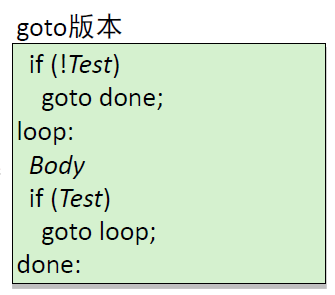 goto版本
if (!Test)
goto done;
loop:
Body
if (Test)
goto loop;
done: